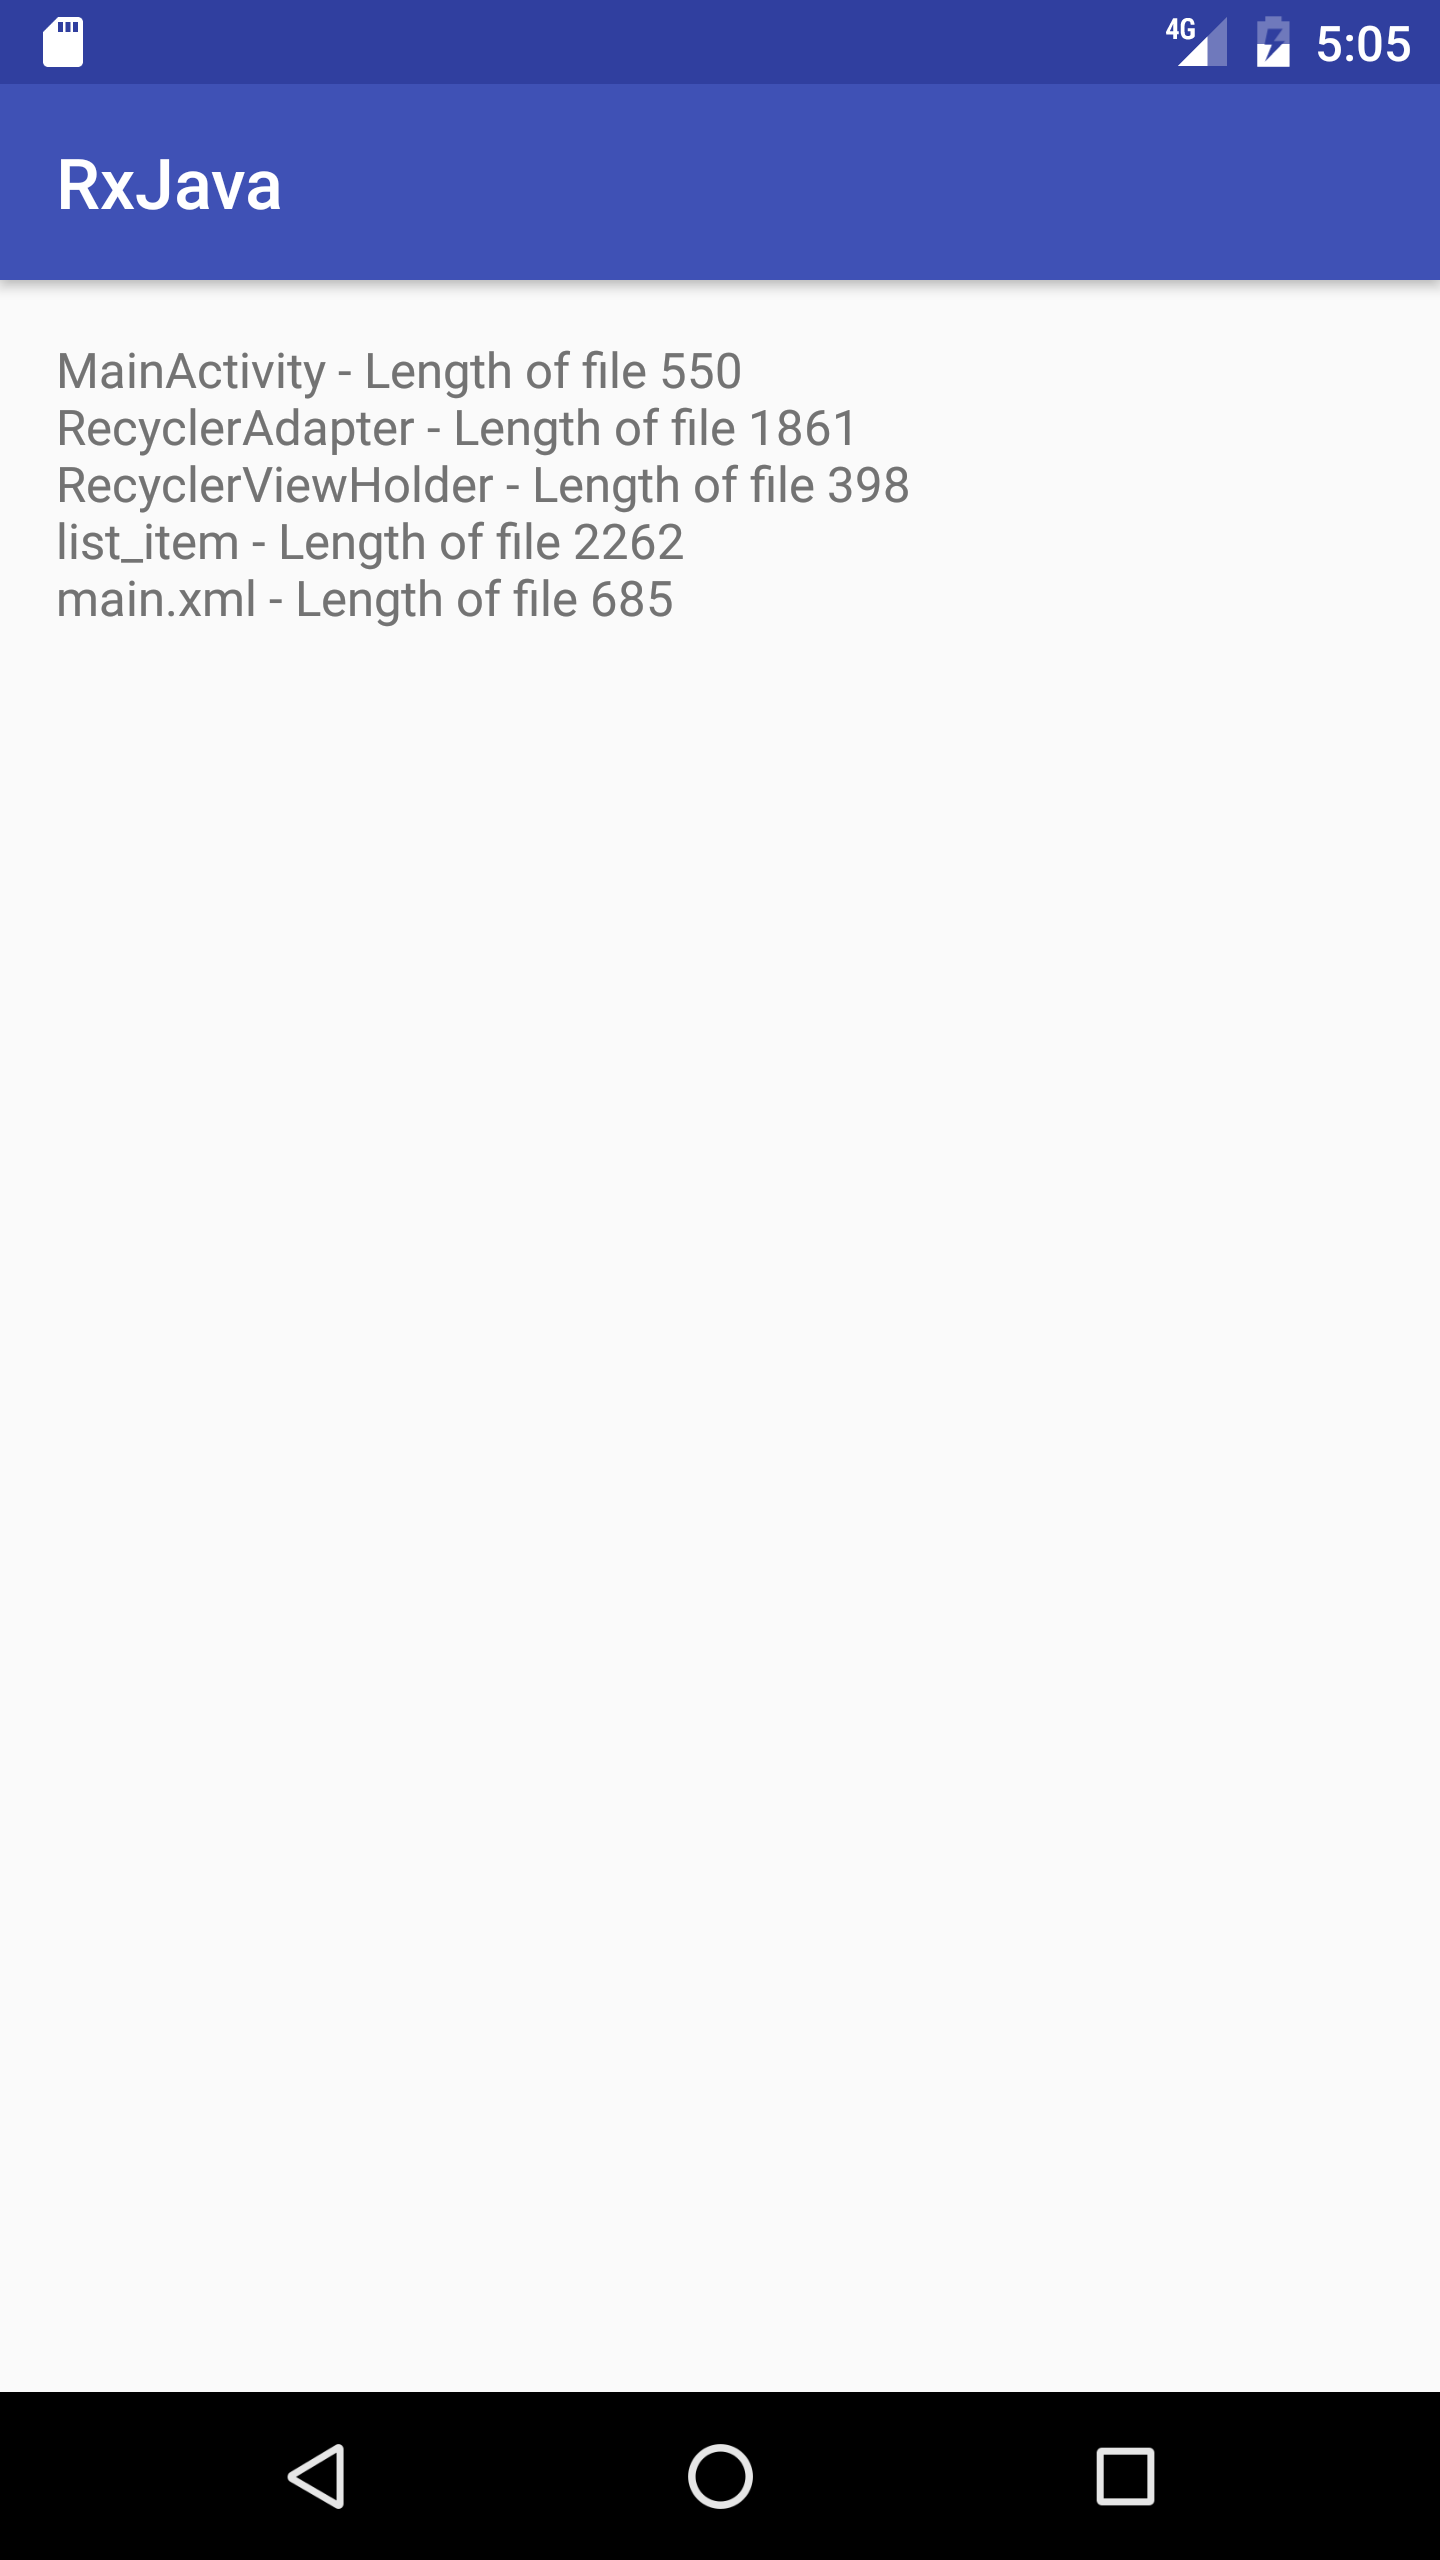 4G 5:05
RxJava
MainActivity - Length of file 550
RecyclerAdapter - Length of file 1861
RecyclerViewHolder - Length of file 398
list_item - Length of file 2262
main.xml - Length of file 685